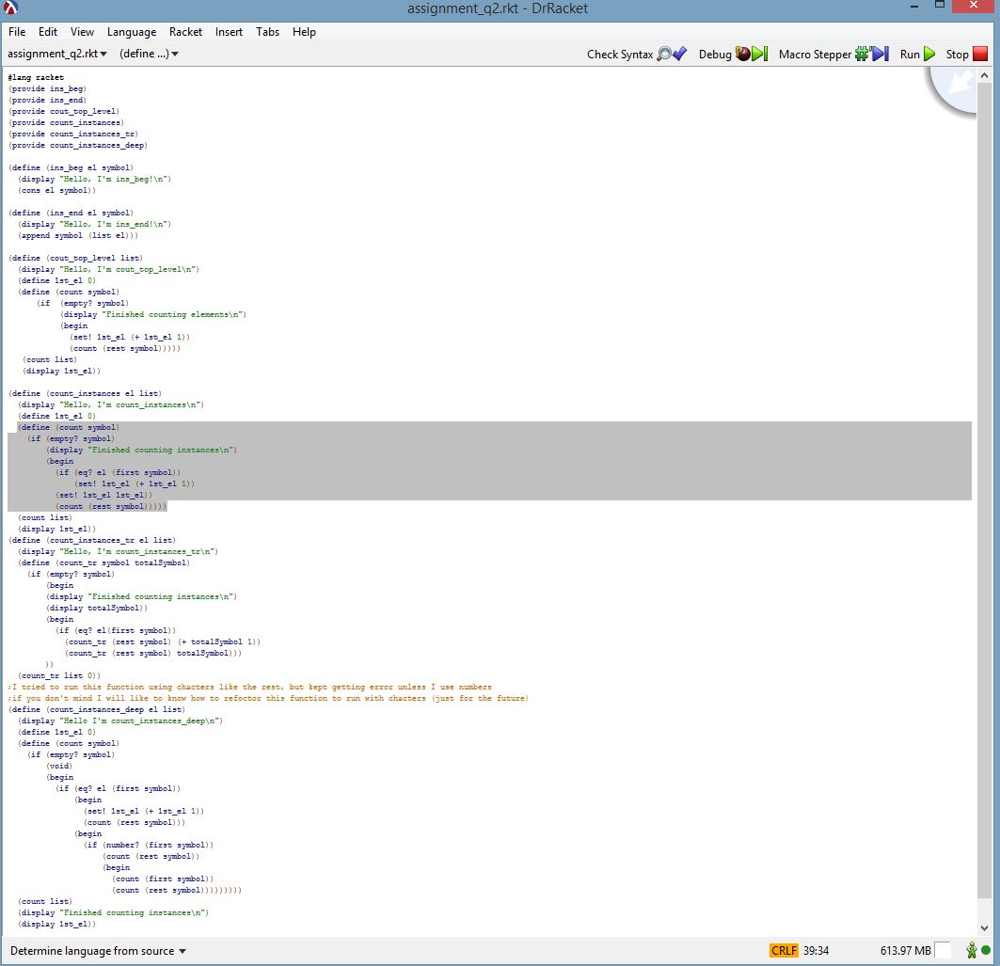 assignment_q2.rkt - DrRacket
File Edit View Language Racket Insert Tabs Help
assignment_q2.rkt (define ...) Check Syntax Debug Macro Stepper Run Stop
#lang racket
(provide ins_beg)
(provide ins_end)
(provide cout_top_level)
(provide count_instances)
(provide count_instances_tr)
(provide count_instances_deep)
(define (ins_beg el symbol)
(display "Hello, I'm ins_beg!\n")
(cons el symbol))
(define (ins_end el symbol)
(display "Hello, I'm ins_end!\n")
(append symbol (list el)))
(define (cout_top_level list)
(display "Hello, I'm cout_top_level\n")
(define 1st_el 0)
(define (count symbol)
(if (empty? symbol)
(display "Finished counting elements\n")
(begin
(set! 1st_el (+ 1st_el 1))
(count (rest symbol)))))
(count list)
(display 1st_el))
(define (count_instances el list)
(display "Hello, I'm count_instances\n")
(define 1st_el 0)
(define (count symbol)
(if (empty? symbol)
(display "Finished counting instances\n")
(begin
(if (eq? el (first symbol))
(set! 1st_el (+ 1st_el 1))
(set! 1st_el 1st_el))
(count (rest symbol)))))
(count list)
(display 1st_el))
(define (count_instances_tr el list)
(display "Hello, I'm count_instances_tr\n")
(define (count_tr symbol totalSymbol)
(if (empty? symbol)
(begin
(display "Finished counting instances\n")
(display totalSymbol))
(begin
(if (eq? el(first symbol))
(count_tr (rest symbol) (+ totalSymbol 1))
(count_tr (rest symbol) totalSymbol)))
))
(count_tr list 0))
;I tried to run this function using chacters like the rest, but kept getting error unless I use numbers
;if you don't mind I will like to know how to refoctor this function to run with chacters (just for the future)
(define (count_instances_deep el list)
(display "Hello I'm count_instances_deep\n")
(define 1st_el 0)
(define (count symbol)
(if (empty? symbol)
(void)
(begin
(if (eq? el (first symbol))
(begin
(set! 1st_el (+ 1st_el 1))
(count (rest symbol)))
(begin
(if (number? (first symbol))
(count (rest symbol))
(begin
(count (first symbol))
(count (rest symbol)))))))))
(count list)
(display "Finished counting instances\n")
(display 1st_el))
Determine language from source CRLF 39:34 613.97 MB